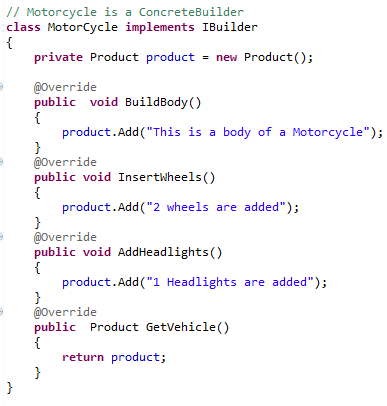 // Motorcycle is a ConcreteBuilder
class MotorCycle implements IBuilder
{
    private Product product = new Product();

    @Override
    public  void BuildBody()
    {
        product.Add("This is a body of a Motorcycle");
    }
    @Override
    public void InsertWheels()
    {
        product.Add("2 wheels are added");
    }
    @Override
    public void AddHeadlights()
    {
        product.Add("1 Headlights are added");
    }
    @Override
    public  Product GetVehicle()
    {
        return product;
    }
}